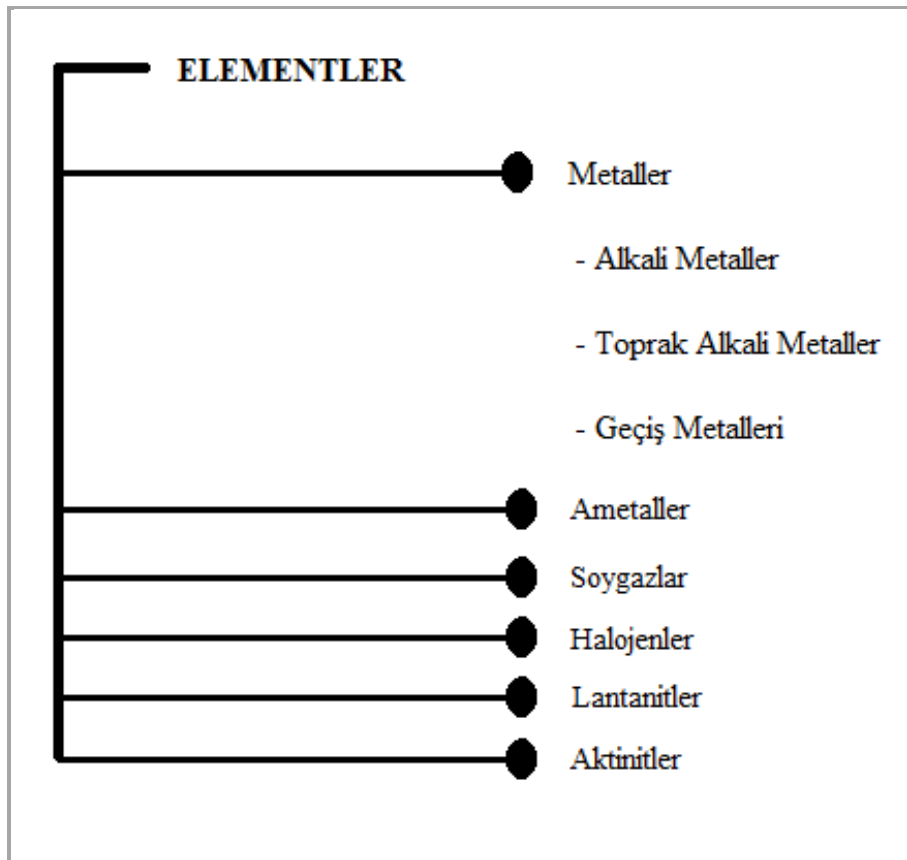 ELEMENTLER
Metaller
- Alkali Metaller
- Toprak Alkali Metaller
- Geçiş Metalleri
Ametaller
Soygazlar
Halojenler
Lantanitler
Aktinitler